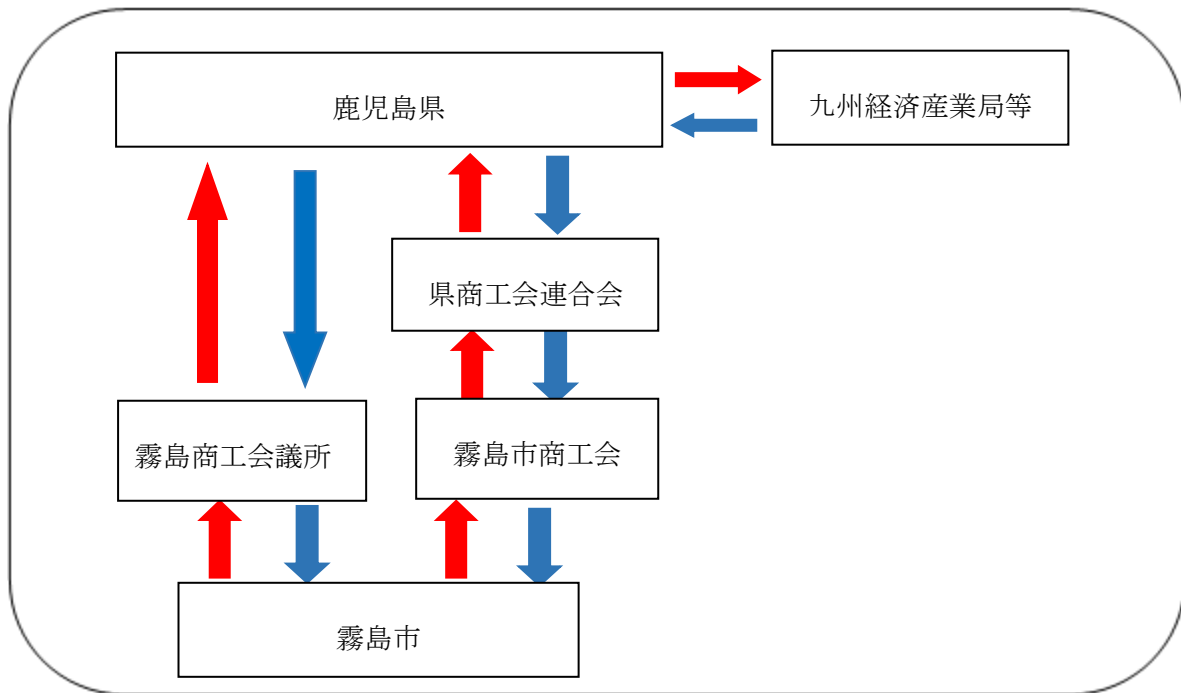 鹿児島県
九州経済産業局等
県商工会連合会
霧島商工会議所
霧島市商工会
霧島市